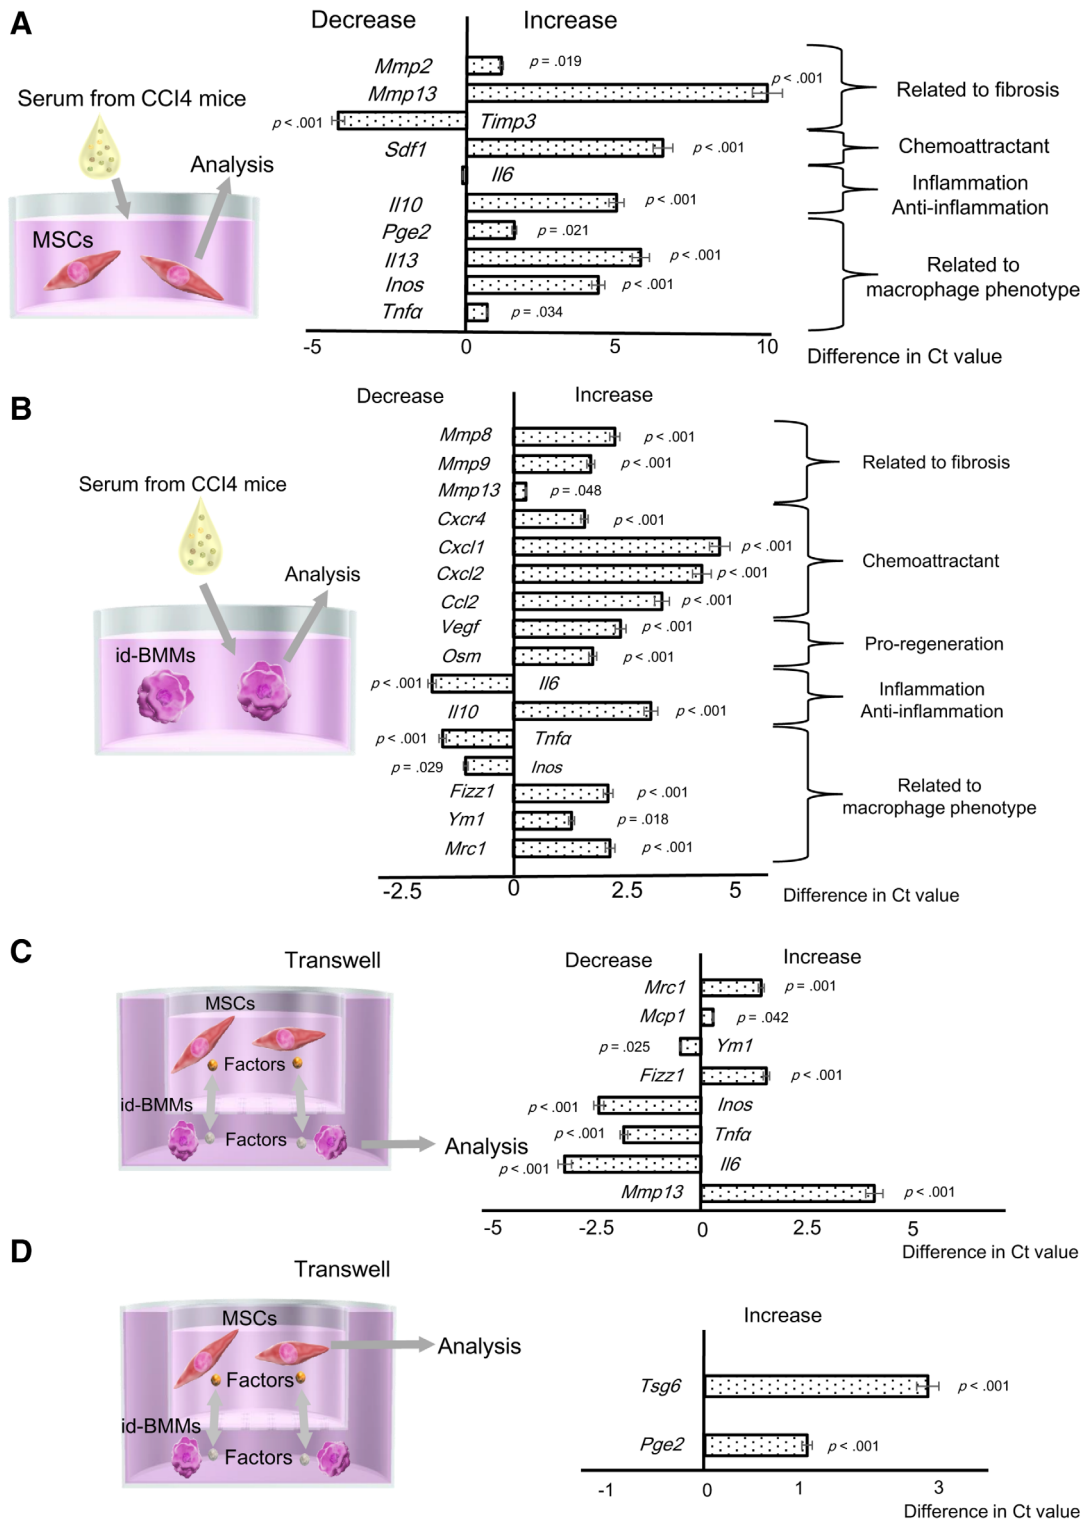 A
Decrease
Increase
Serum from CCl4 mice
Analysis
MSCs
Mmp2
p = .019
Mmp13
p < .001
p < .001
Timp3
Sdf1
p < .001
Il6
Il10
p < .001
Pge2
p = .021
Il13
p < .001
Inos
p < .001
Tnfα
p = .034
Related to fibrosis
Chemoattractant
Inflammation
Anti-inflammation
Related to
macrophage phenotype
-5
0
5
10
Difference in Ct value
B
Decrease
Increase
Serum from CCl4 mice
Analysis
id-BMMs
Mmp8
p < .001
Mmp9
p < .001
Mmp13
p = .048
Cxcr4
p < .001
Cxcl1
p < .001
Cxcl2
p < .001
Ccl2
p < .001
Vegf
p < .001
Osm
p < .001
p < .001
Il6
Il10
p < .001
p < .001
Tnfα
p = .029
Inos
Fizz1
p < .001
Ym1
p = .018
Mrc1
p < .001
Related to fibrosis
Chemoattractant
Pro-regeneration
Inflammation
Anti-inflammation
Related to
macrophage phenotype
-2.5
0
2.5
5
Difference in Ct value
C
Transwell
MSCs
Factors
id-BMMs
Factors
Analysis
Decrease
Increase
Mrc1
p = .001
Mcp1
p = .042
p = .025
Ym1
Fizz1
p < .001
p < .001
Inos
p < .001
Tnfα
p < .001
Il6
Mmp13
p < .001
-5
-2.5
0
2.5
5
Difference in Ct value
D
Transwell
MSCs
Analysis
Factors
id-BMMs
Factors
Increase
Tsg6
p < .001
Pge2
p < .001
-1
0
1
3
Difference in Ct value